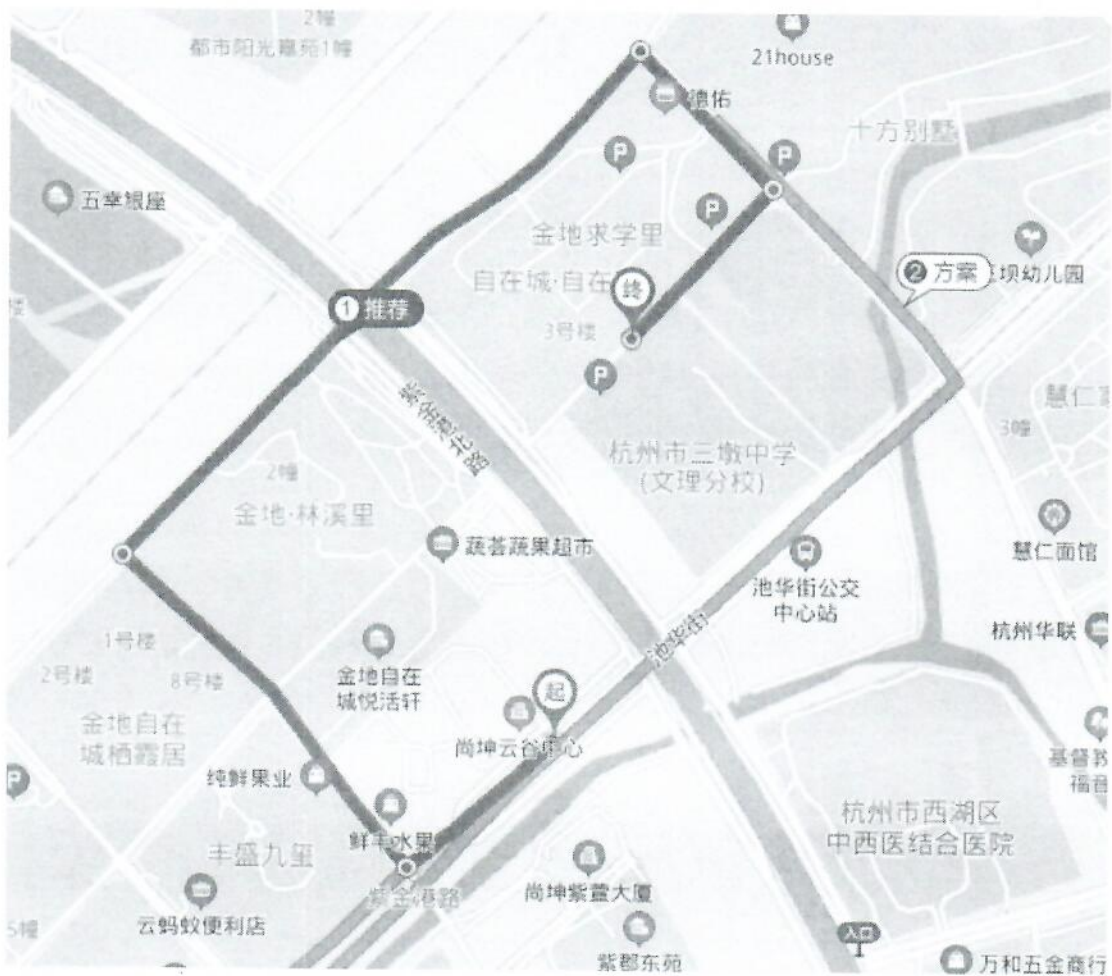 2幢
都市阳光嘉苑1幢
21house
德佑
十方别墅
P
P
P
五幸银座
金地求学里
自在城·自在
终
2 方案
坝幼儿园
楼
1 推荐
3号楼
P
紫金港北路
慧仁
3幢
杭州市三墩中学
(文理分校)
2幢
金地·林溪里
蔬荟蔬果超市
慧仁面馆
池华街公交
中心站
杭州华联
池华街
1号楼
2号楼
8号楼
金地自在
城悦活轩
起
金地自在
城栖霞居
尚坤云谷中心
基督教
福音
P
纯鲜果业
鲜丰水果
杭州市西湖区
中西医结合医院
丰盛九玺
紫金港路
尚坤紫萱大厦
云蚂蚁便利店
5幢
入口
紫郡东苑
万和五金商行